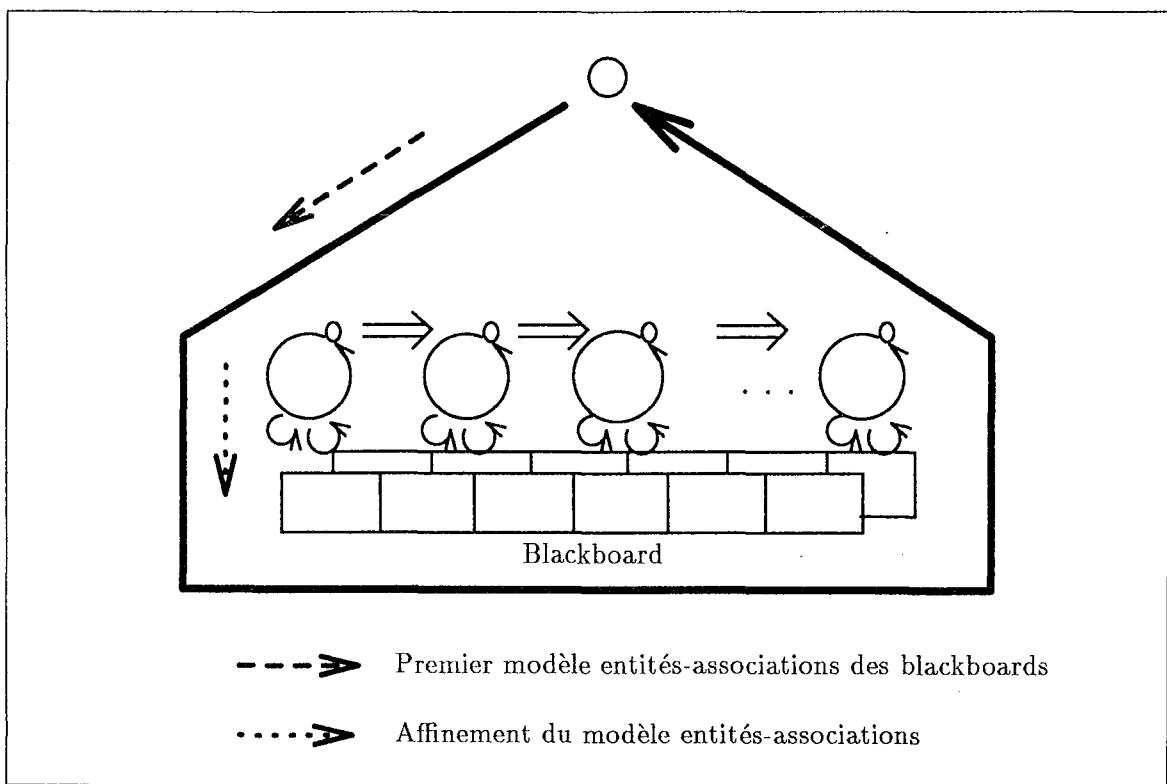 . . .
Blackboard
Premier modèle entités-associations des blackboards
Affinement du modèle entités-associations